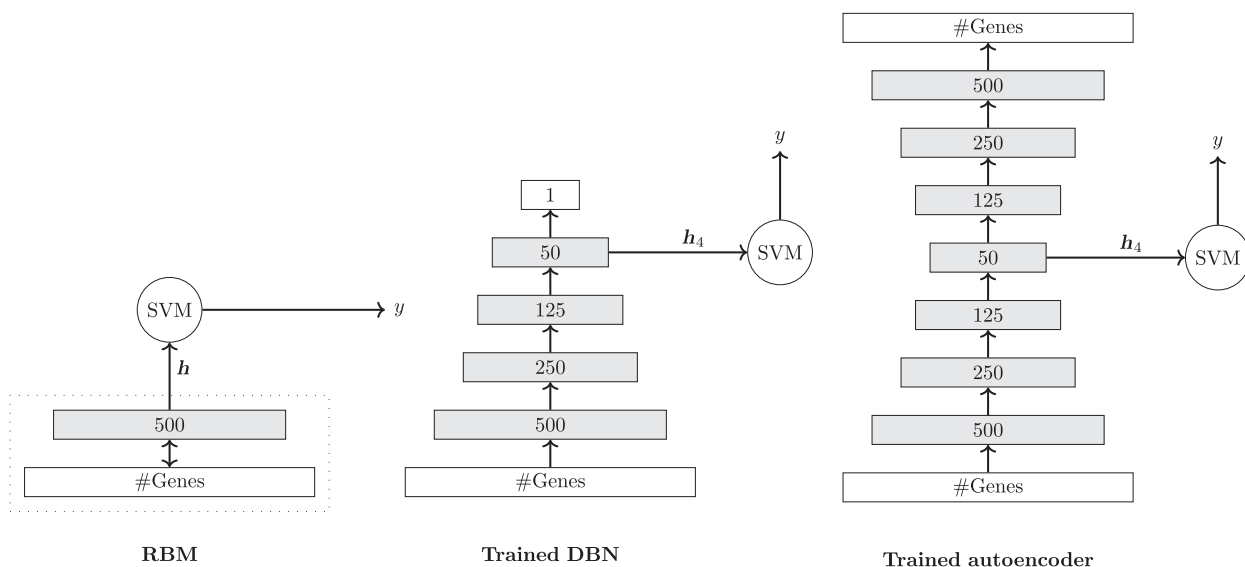 SVM
y
h
500
#Genes
RBM
1
50
h4
SVM
y
125
250
500
#Genes
Trained DBN
#Genes
500
250
125
50
h4
SVM
y
125
250
500
#Genes
Trained autoencoder